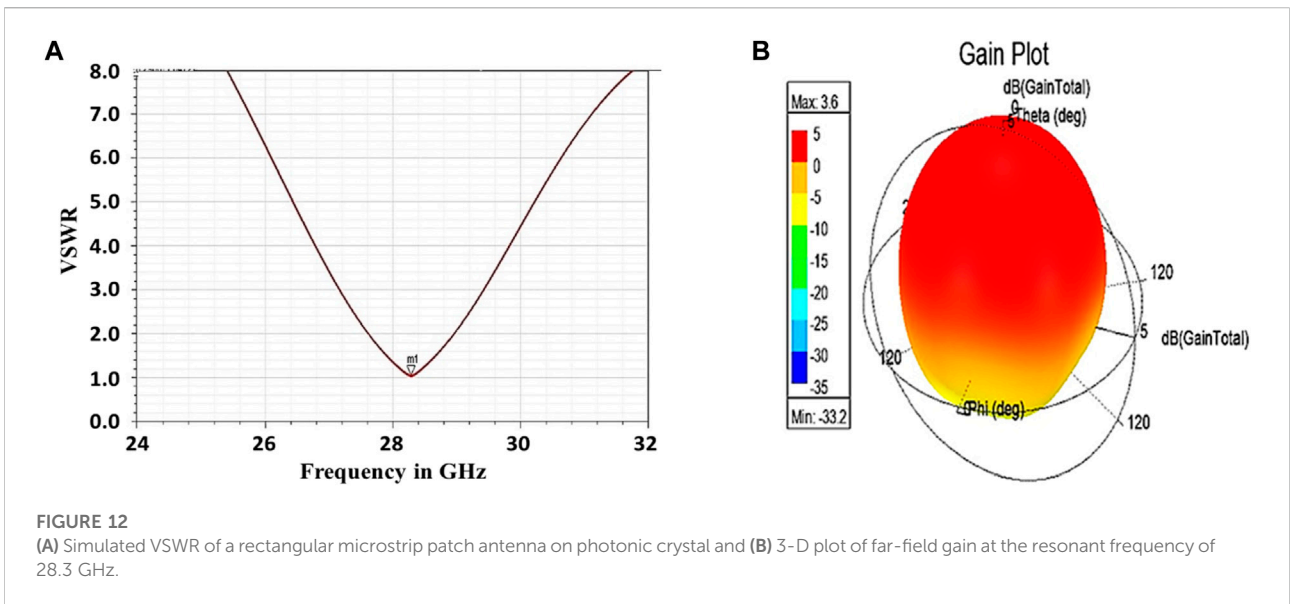 A
8.0
7.0
6.0
5.0
4.0
3.0
2.0
1.0
0.0
VSWR
m1
24
26
28
30
32
Frequency in GHz
B
Gain Plot
dB(GainTotal)
0
Theta (deg)
Max: 3.6
5
0
-5
-10
-15
-20
-25
-30
-35
Min: -33.2
120
5
dB(GainTotal)
120
Phi (deg)
120
FIGURE 12
(A) Simulated VSWR of a rectangular microstrip patch antenna on photonic crystal and (B) 3-D plot of far-field gain at the resonant frequency of
28.3 GHz.